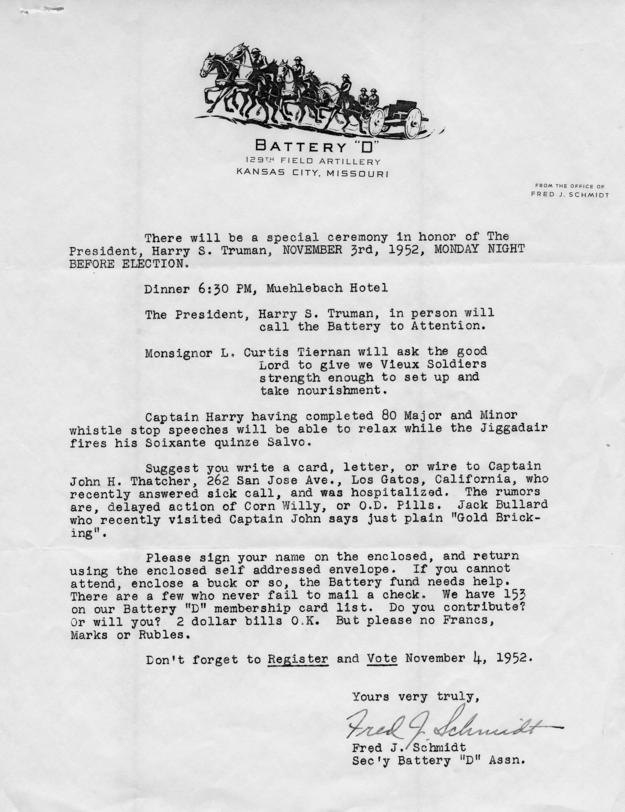 BATTERY "D"
129TH FIELD ARTILLERY
KANSAS CITY, MISSOURI
FROM THE OFFICE OF
FRED J. SCHMIDT
There will be a special ceremony in honor of The
President, Harry S. Truman, NOVEMBER 3rd, 1952, MONDAY NIGHT
BEFORE ELECTION.
Dinner 6:30 PM, Muehlebach Hotel
The President, Harry S. Truman, in person will
call the Battery to Attention.
Monsignor L. Curtis Tiernan will ask the good
Lord to give we Vieux Soldiers
strength enough to set up and
take nourishment.
Captain Harry having completed 80 Major and Minor
whistle stop speeches will be able to relax while the Jiggadair
fires his Soixante quinze Salvo.
Suggest you write a card, letter, or wire to Captain
John H. Thatcher, 262 San Jose Ave., Los Gatos, California, who
recently answered sick call, and was hospitalized. The rumors
are, delayed action of Corn Willy, or O.D. Pills. Jack Bullard
who recently visited Captain John says just plain "Gold Brick-
ing".
Please sign your name on the enclosed, and return
using the enclosed self addressed envelope. If you cannot
attend, enclose a buck or so, the Battery fund needs help.
There are a few who never fail to mail a check. We have 153
on our Battery "D" membership card list. Do you contribute?
Or will you? 2 dollar bills O.K. But please no Francs,
Marks or Rubles.
Don't forget to Register and Vote November 4, 1952.
Yours very truly,
Fred J. Schmidt
Fred J. Schmidt
Sec'y Battery "D" Assn.